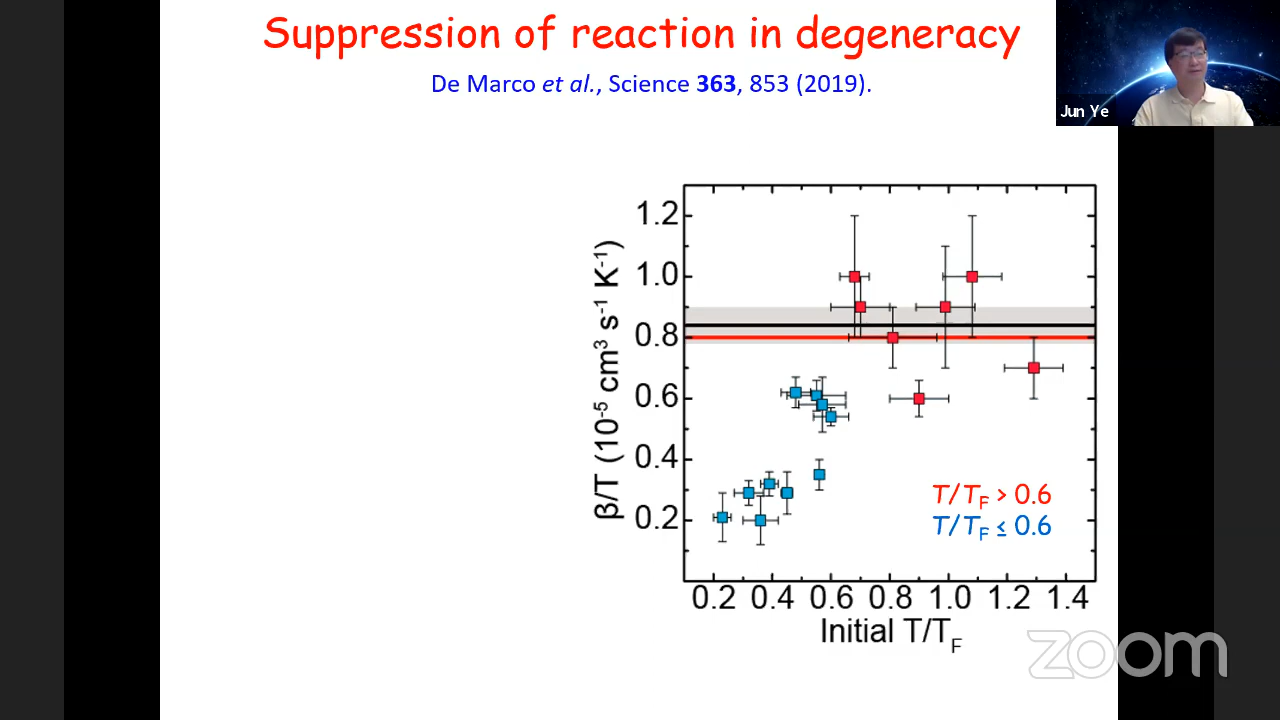 Suppression of reaction in degeneracy
De Marco et al., Science 363, 853 (2019).
Jun Ye
β/T (10⁻⁵ cm³ s⁻¹ K⁻¹)
1.2
1.0
0.8
0.6
0.4
0.2
T/T_F > 0.6
T/T_F ≤ 0.6
0.2 0.4 0.6 0.8 1.0 1.2 1.4
Initial T/T_F
zoom